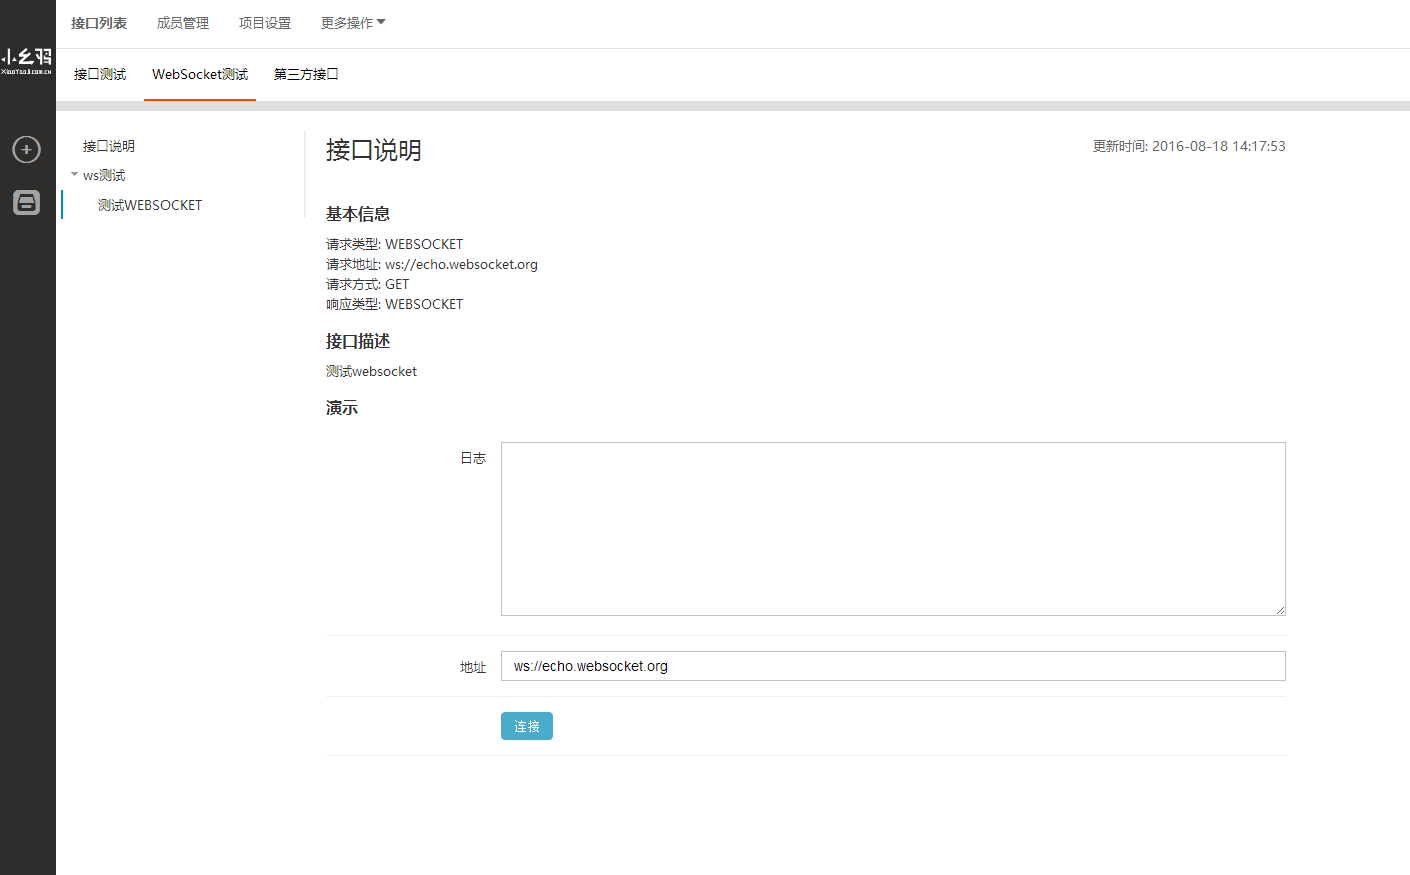 接口列表 成员管理 项目设置 更多操作
小幺鸡
XiaoYaoJi.com.cn
接口测试 WebSocket测试 第三方接口
接口说明
ws测试
测试WEBSOCKET
接口说明
更新时间: 2016-08-18 14:17:53
基本信息
请求类型: WEBSOCKET
请求地址: ws://echo.websocket.org
请求方式: GET
响应类型: WEBSOCKET
接口描述
测试websocket
演示
日志
地址 ws://echo.websocket.org
连接